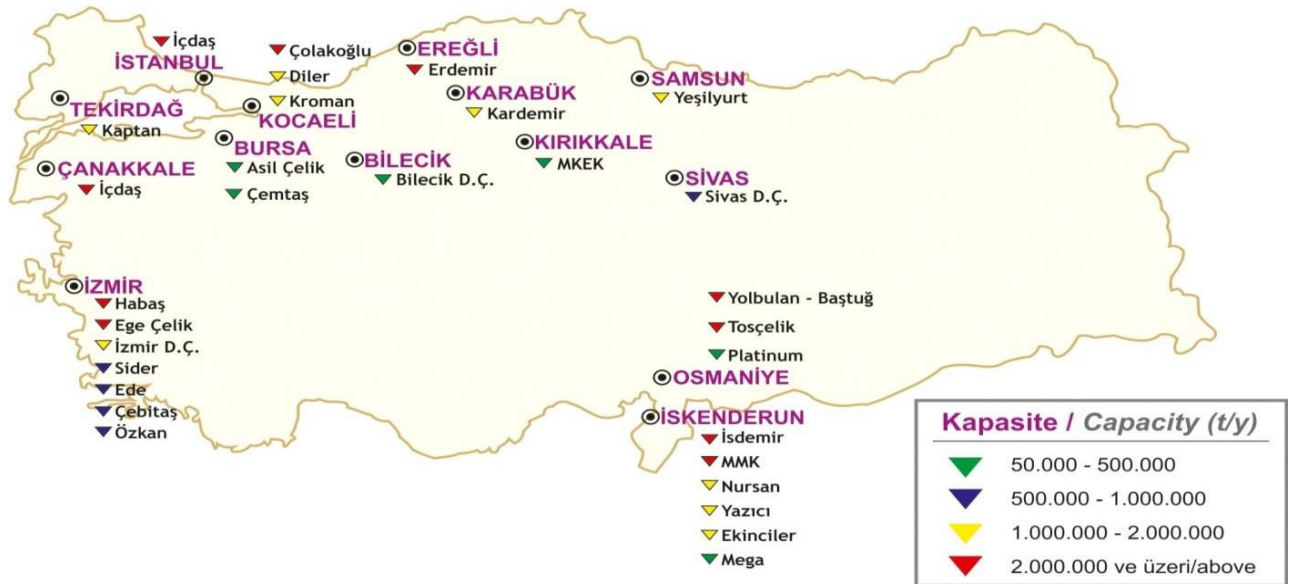 İçdaş
İSTANBUL
Çolakoğlu
Diler
Kroman
KOCAELİ
EREĞLİ
Erdemir
KARABÜK
Kardemir
SAMSUN
Yeşilyurt
TEKİRDAĞ
Kaptan
BURSA
Asil Çelik
Çemtaş
BİLECİK
Bilecik D.Ç.
KIRIKKALE
MKEK
ÇANAKKALE
İçdaş
SİVAS
Sivas D.Ç.
İZMİR
Habaş
Ege Çelik
İzmir D.Ç.
Sider
Ede
Çebitaş
Özkan
Yolbulan - Baştuğ
Tosçelik
Platinum
OSMANİYE
İSKENDERUN
İsdemir
MMK
Nursan
Yazıcı
Ekinciler
Mega
Kapasite / Capacity (t/y)
50.000 - 500.000
500.000 - 1.000.000
1.000.000 - 2.000.000
2.000.000 ve üzeri/above